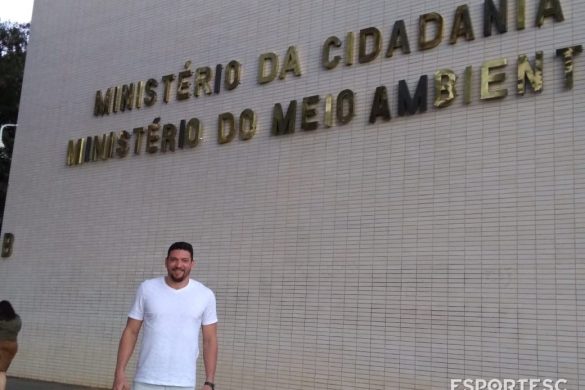 MINISTÉRIO DA CIDADANIA
MINISTÉRIO DO MEIO AMBIENT
B
ESPORTESC